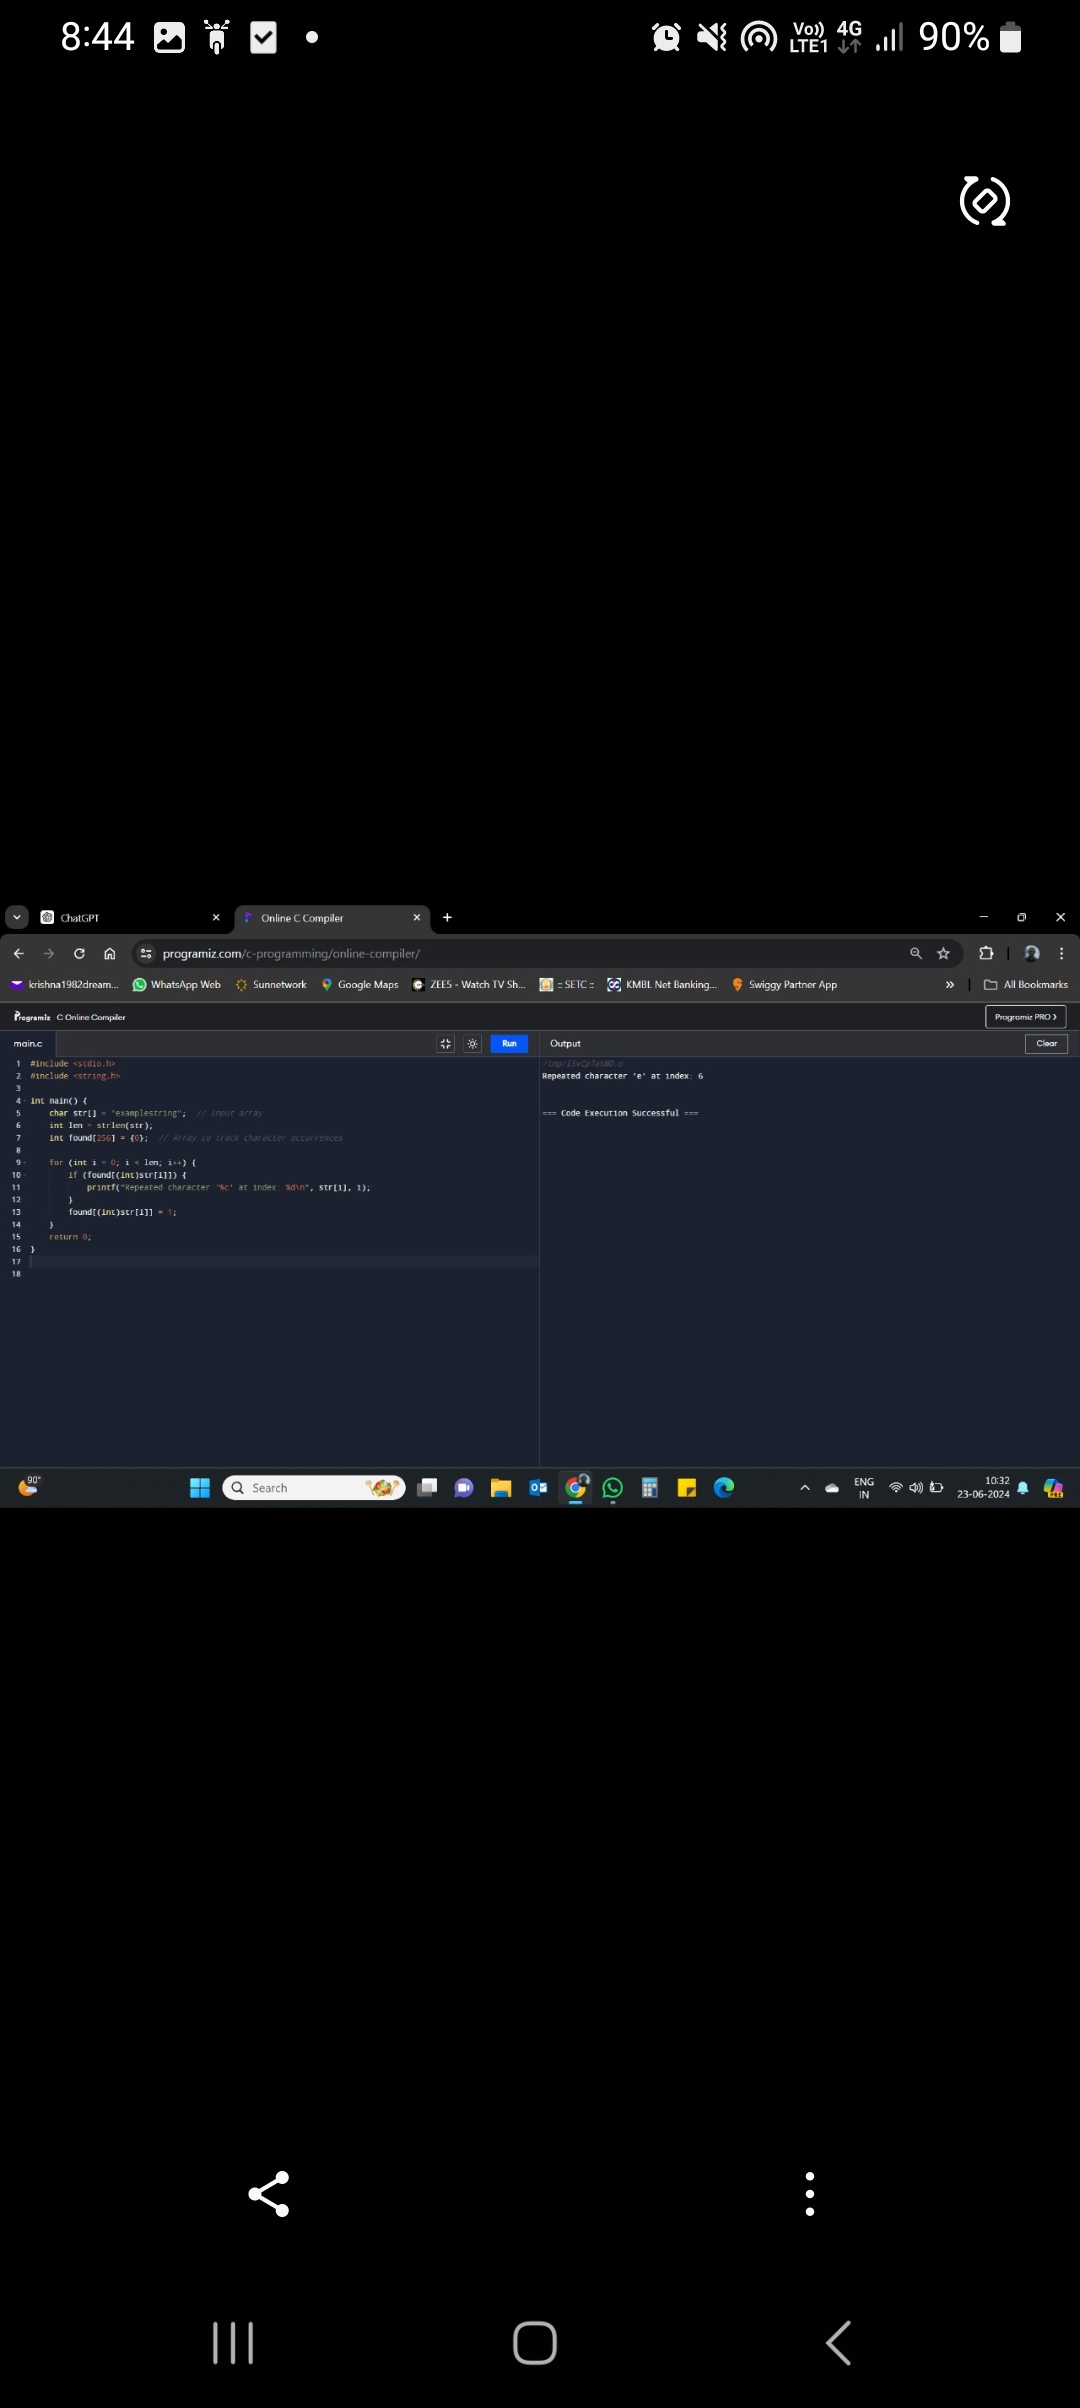 8:44
Vo)) LTE1 4G 90%
ChatGPT
Online C Compiler
programiz.com/c-programming/online-compiler/
krishna1982dream... WhatsApp Web Sunnetwork Google Maps ZEE5 - Watch TV Sh... :: SETC :: KMBL Net Banking... Swiggy Partner App » All Bookmarks
Programiz C Online Compiler
Programiz PRO >
main.c
Run
Output
Clear
1 #include <stdio.h>
2 #include <string.h>
3
4 int main() {
5 char str[] = "examplestring"; // Input array
6 int len = strlen(str);
7 int found[256] = {0}; // Array to track character occurrences
8
9 for (int i = 0; i < len; i++) {
10 if (found[(int)str[i]]) {
11 printf("Repeated character '%c' at index: %d\n", str[i], i);
12 }
13 found[(int)str[i]] = 1;
14 }
15 return 0;
16 }
17
18
Repeated character 'e' at index: 6
=== Code Execution Successful ===
90°
Search
ENG
IN
10:32
23-06-2024